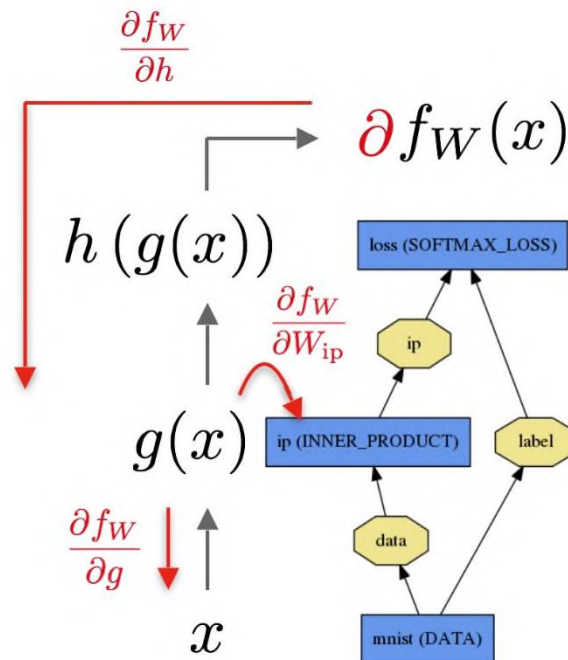 ∂f_W
∂h
∂f_W(x)
h(g(x))
loss (SOFTMAX_LOSS)
∂f_W
∂W_ip
ip
g(x)
ip (INNER_PRODUCT)
label
∂f_W
∂g
data
x
mnist (DATA)